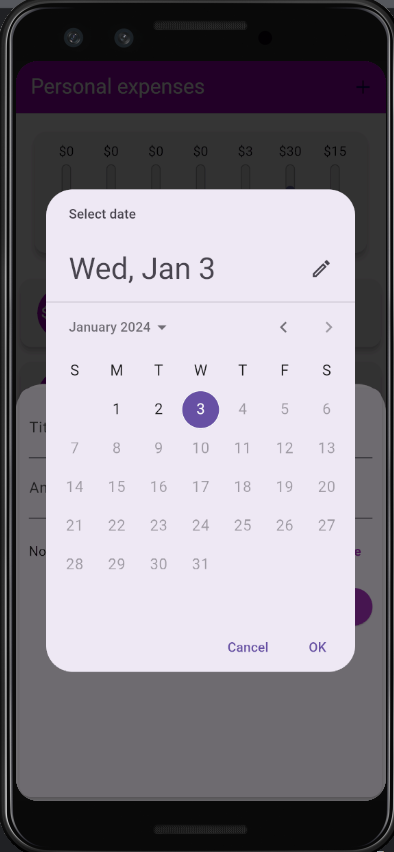 Personal expenses +
$0 $0 $0 $0 $3 $30 $15
Select date
Wed, Jan 3
January 2024
S M T W T F S
1 2 3 4 5 6
7 8 9 10 11 12 13
14 15 16 17 18 19 20
21 22 23 24 25 26 27
28 29 30 31
Cancel OK